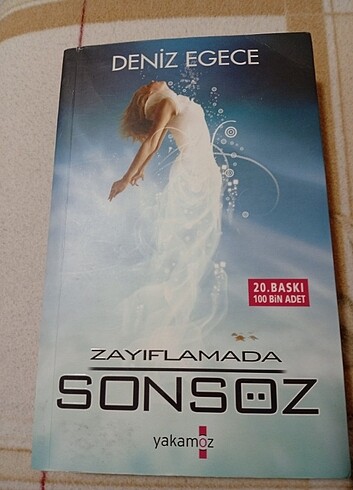 DENİZ EGECE
20.BASKI
100 BİN ADET
ZAYIFLAMADA
SONSÖZ
yakamoz